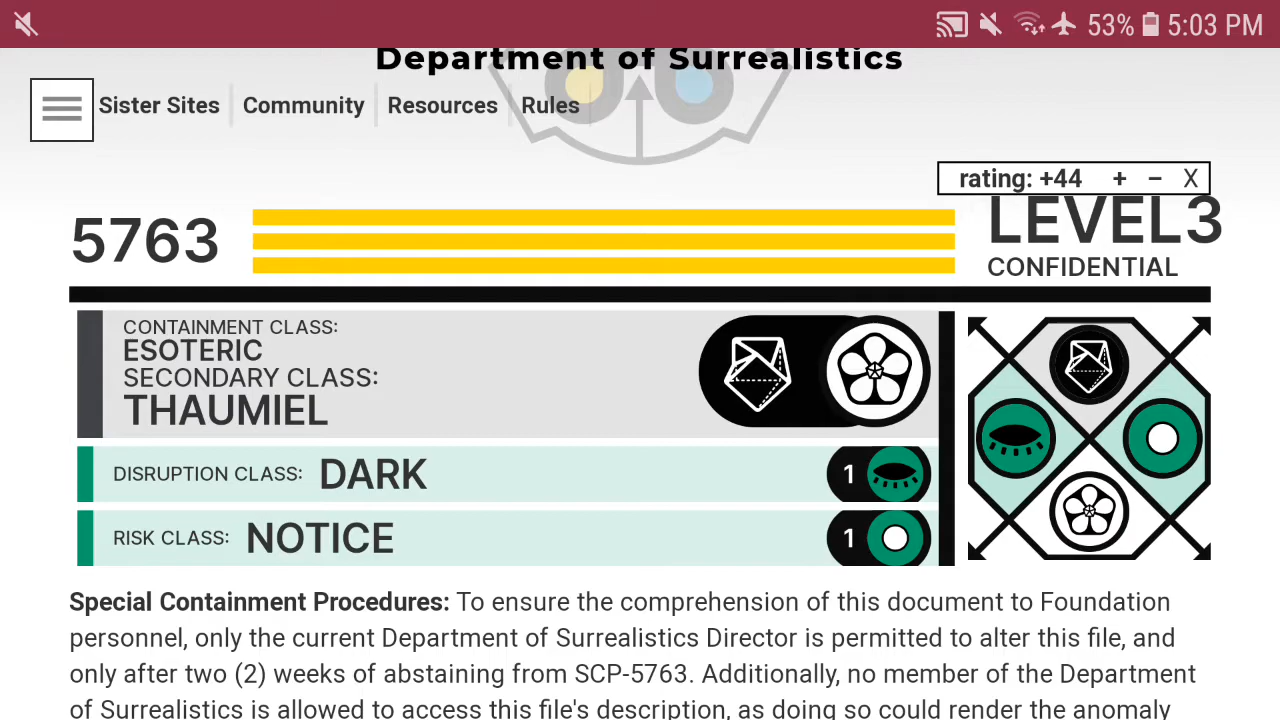 53% 5:03 PM
Department of Surrealistics
Sister Sites Community Resources Rules
rating: +44 + − X
5763
LEVEL3
CONFIDENTIAL
CONTAINMENT CLASS:
ESOTERIC
SECONDARY CLASS:
THAUMIEL
DISRUPTION CLASS: DARK 1
RISK CLASS: NOTICE 1
Special Containment Procedures: To ensure the comprehension of this document to Foundation
personnel, only the current Department of Surrealistics Director is permitted to alter this file, and
only after two (2) weeks of abstaining from SCP-5763. Additionally, no member of the Department
of Surrealistics is allowed to access this file's description, as doing so could render the anomaly